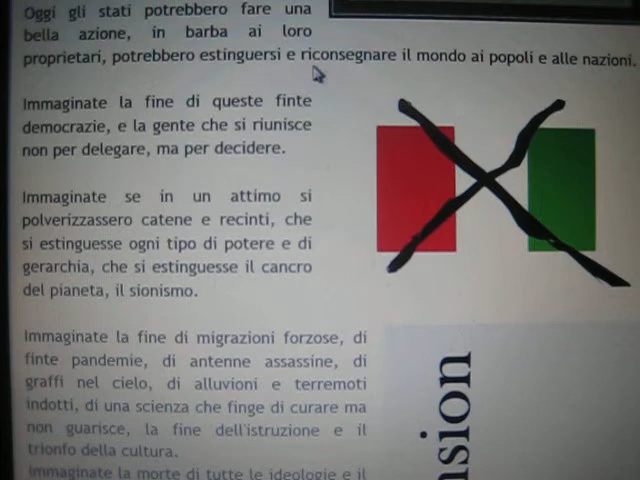 Oggi gli stati potrebbero fare una
bella azione, in barba ai loro
proprietari, potrebbero estinguersi e riconsegnare il mondo ai popoli e alle nazioni.
Immaginate la fine di queste finte
democrazie, e la gente che si riunisce
non per delegare, ma per decidere.
Immaginate se in un attimo si
polverizzassero catene e recinti, che
si estinguesse ogni tipo di potere e di
gerarchia, che si estinguesse il cancro
del pianeta, il sionismo.
Immaginate la fine di migrazioni forzose, di
finte pandemie, di antenne assassine, di
graffi nel cielo, di alluvioni e terremoti
indotti, di una scienza che finge di curare ma
non guarisce, la fine dell'istruzione e il
trionfo della cultura.
Immaginate la morte di tutte le ideologie e il
nsion